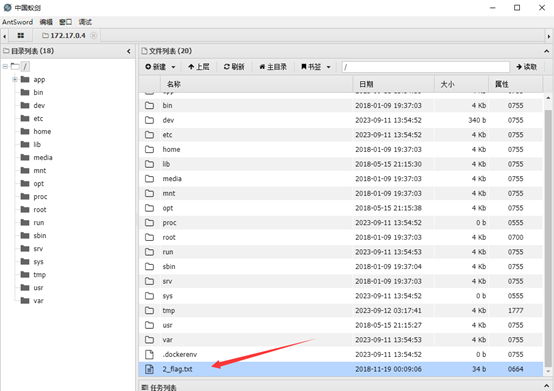 中国蚁剑
AntSword 编辑 窗口 调试
172.17.0.4
目录列表 (18)
/
app
bin
dev
etc
home
lib
media
mnt
opt
proc
root
run
sbin
srv
sys
tmp
usr
var
文件列表 (20)
新建 上层 刷新 主目录 书签 / 读取
名称 日期 大小 属性
bin 2018-01-09 19:37:03 4 Kb 0755
dev 2023-09-11 13:54:52 340 b 0755
etc 2023-09-11 13:54:52 4 Kb 0755
home 2018-01-09 19:37:03 4 Kb 0755
lib 2018-05-15 21:15:30 4 Kb 0755
media 2018-01-09 19:37:03 4 Kb 0755
mnt 2018-01-09 19:37:03 4 Kb 0755
opt 2018-05-15 21:15:38 4 Kb 0755
proc 2023-09-11 13:54:52 0 b 0555
root 2018-01-09 19:37:03 4 Kb 0700
run 2023-09-11 13:54:53 4 Kb 0755
sbin 2018-01-09 19:37:04 4 Kb 0755
srv 2018-01-09 19:37:03 4 Kb 0755
sys 2023-09-11 13:54:52 0 b 0555
tmp 2023-09-12 03:17:41 4 Kb 1777
usr 2018-05-15 21:15:27 4 Kb 0755
var 2023-09-11 13:54:53 4 Kb 0755
.dockerenv 2023-09-11 13:54:52 0 b 0755
2_flag.txt 2018-11-19 00:09:06 34 b 0664
任务列表